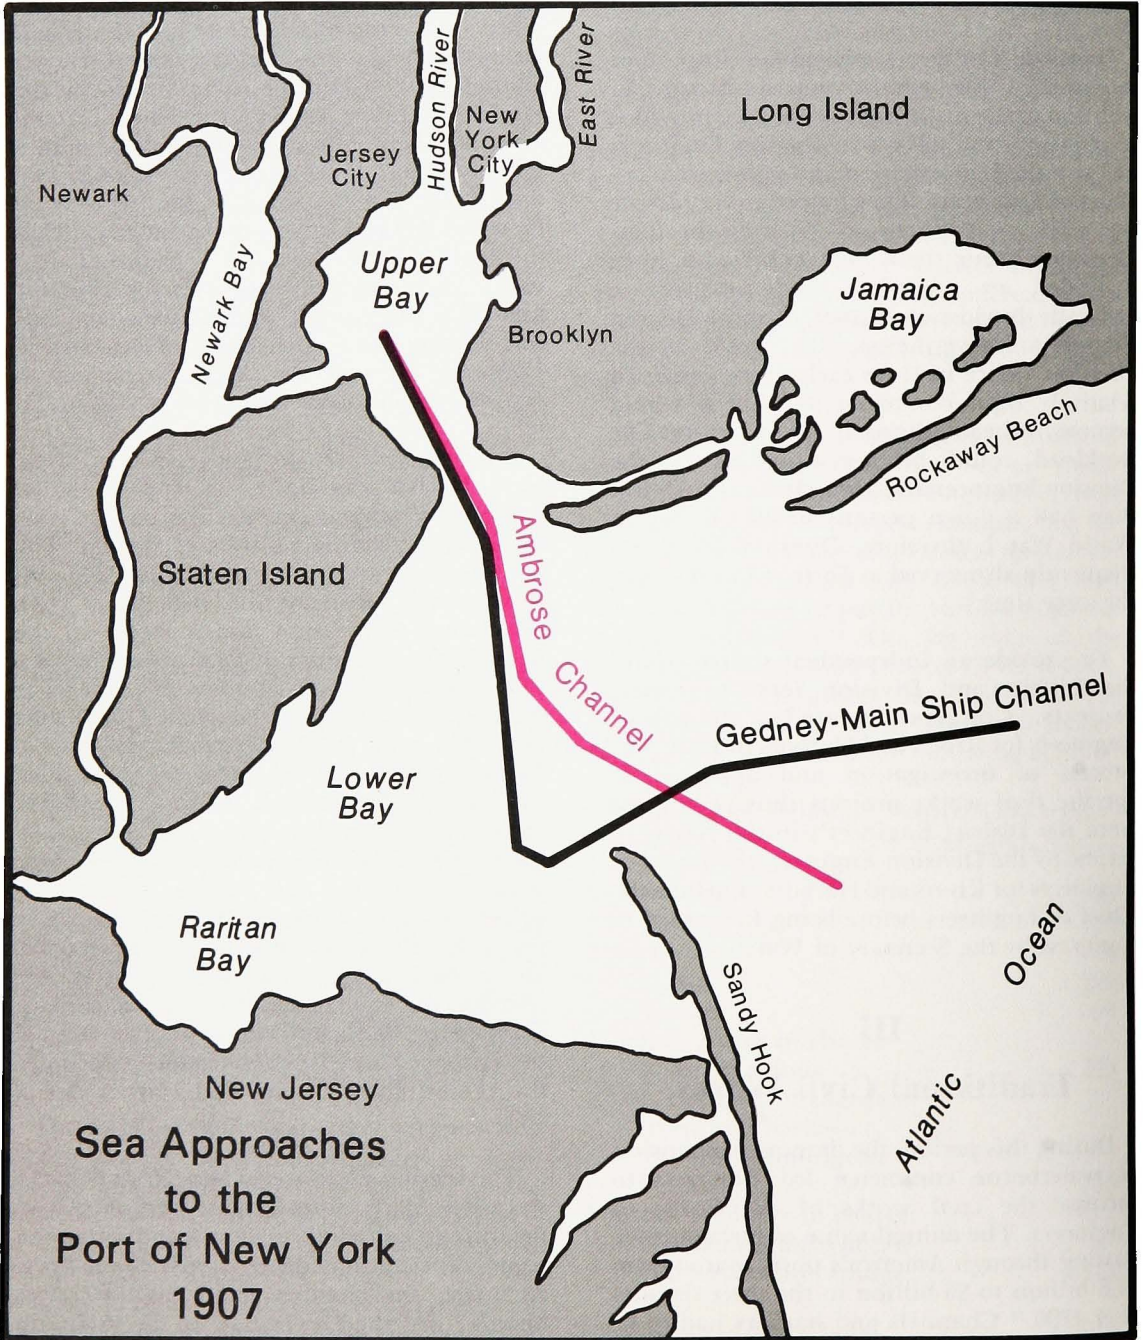 Hudson River
East River
New
York
City
Long Island
Jersey
City
Newark
Newark Bay
Upper
Bay
Jamaica
Bay
Brooklyn
Rockaway Beach
Ambrose Channel
Staten Island
Gedney-Main Ship Channel
Lower
Bay
Raritan
Bay
Sandy Hook
Atlantic Ocean
New Jersey
Sea Approaches
to the
Port of New York
1907